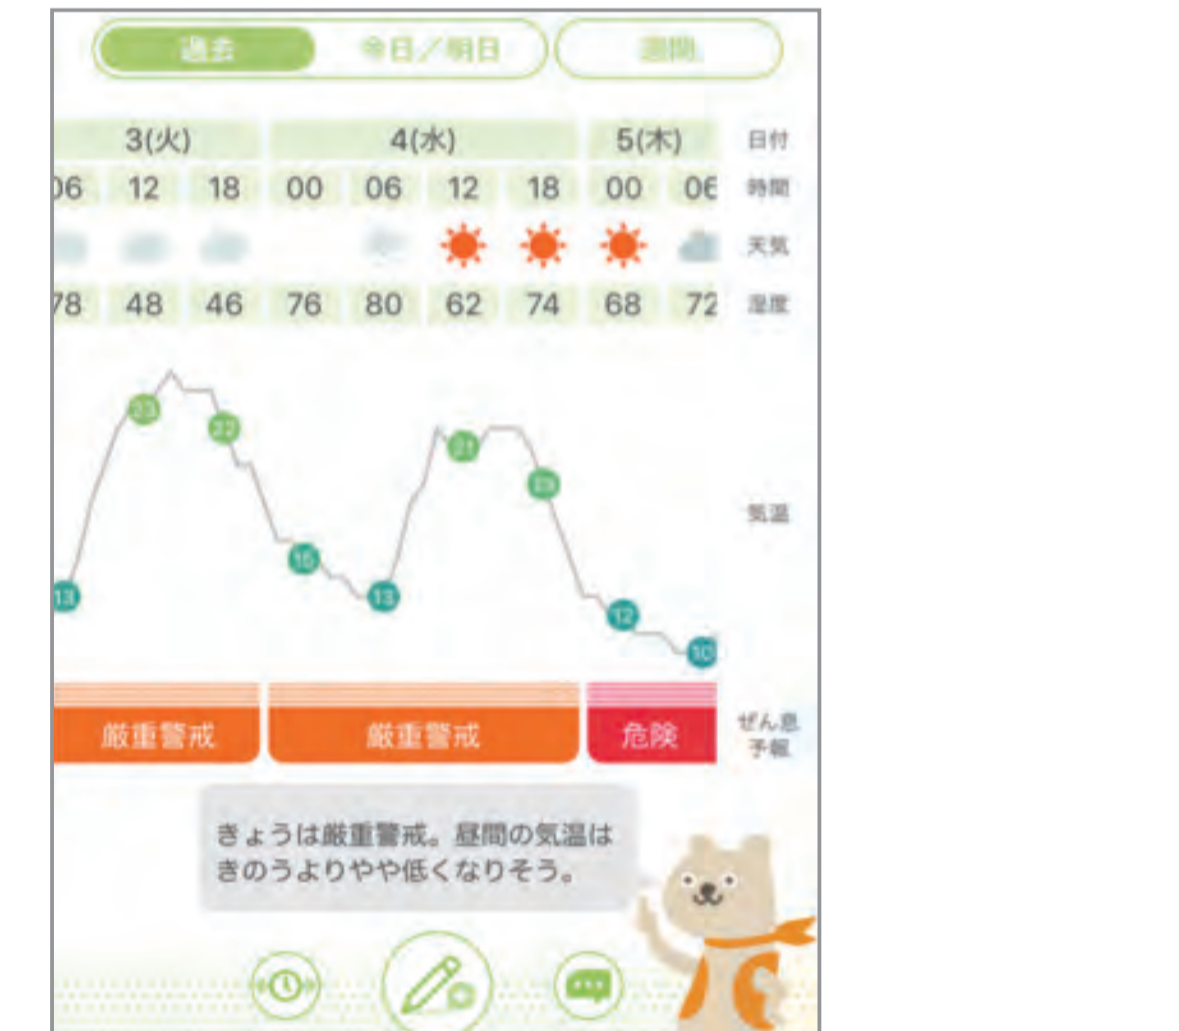 過去 今日／明日 週間
3(火) 4(水) 5(木) 日付
06 12 18 00 06 12 18 00 06 時間
天気
78 48 46 76 80 62 74 68 72 湿度
23
22
21
15
13 13
12
10
気温
厳重警戒 厳重警戒 危険 ぜん息
予報
きょうは厳重警戒。昼間の気温は
きのうよりやや低くなりそう。